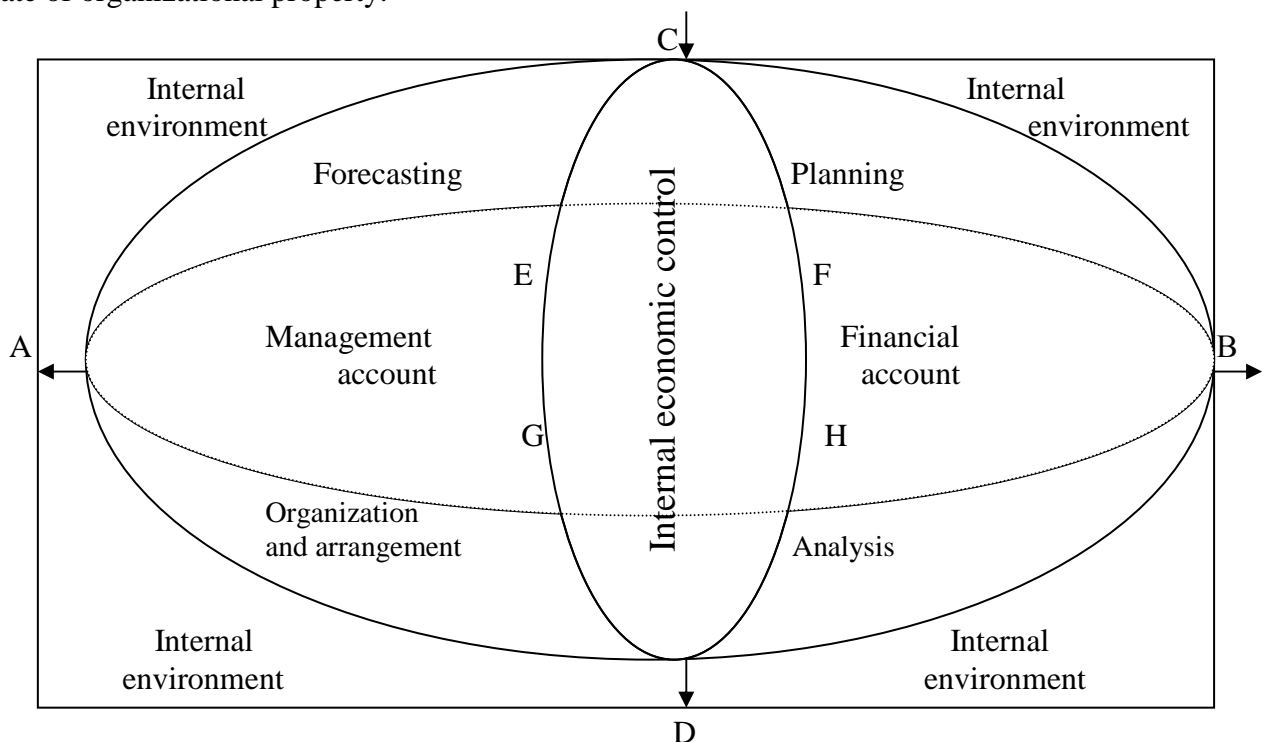 ate of organizational property.
C
Internal
environment
Internal
environment
Forecasting
Planning
Internal economic control
E
F
A
Management
account
Financial
account
B
G
H
Organization
and arrangement
Analysis
Internal
environment
Internal
environment
D